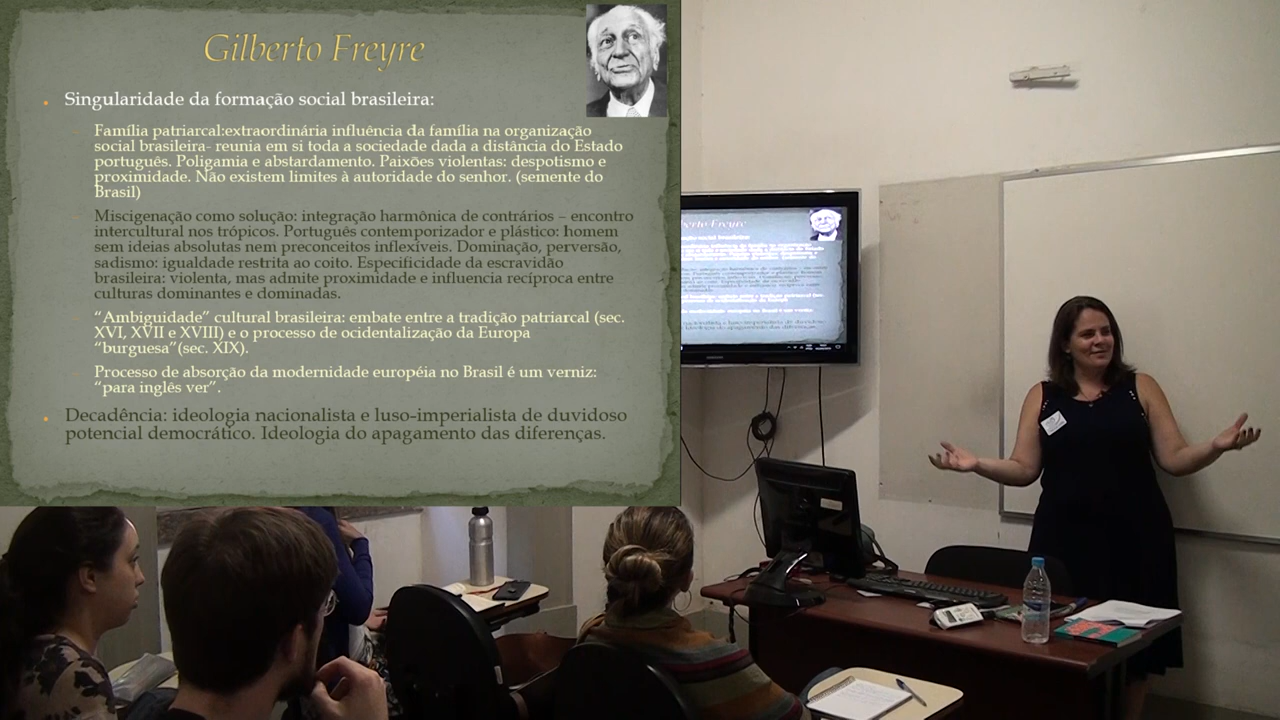 Gilberto Freyre
Singularidade da formação social brasileira:
Família patriarcal:extraordinária influência da família na organização
social brasileira- reunia em si toda a sociedade dada a distância do Estado
português. Poligamia e abstardamento. Paixões violentas: despotismo e
proximidade. Não existem limites à autoridade do senhor. (semente do
Brasil)
Miscigenação como solução: integração harmônica de contrários – encontro
intercultural nos trópicos. Português contemporizador e plástico: homem
sem ideias absolutas nem preconceitos inflexíveis. Dominação, perversão,
sadismo: igualdade restrita ao coito. Especificidade da escravidão
brasileira: violenta, mas admite proximidade e influencia recíproca entre
culturas dominantes e dominadas.
“Ambiguidade” cultural brasileira: embate entre a tradição patriarcal (sec.
XVI, XVII e XVIII) e o processo de ocidentalização da Europa
“burguesa”(sec. XIX).
Processo de absorção da modernidade européia no Brasil é um verniz:
“para inglês ver”.
Decadência: ideologia nacionalista e luso-imperialista de duvidoso
potencial democrático. Ideologia do apagamento das diferenças.